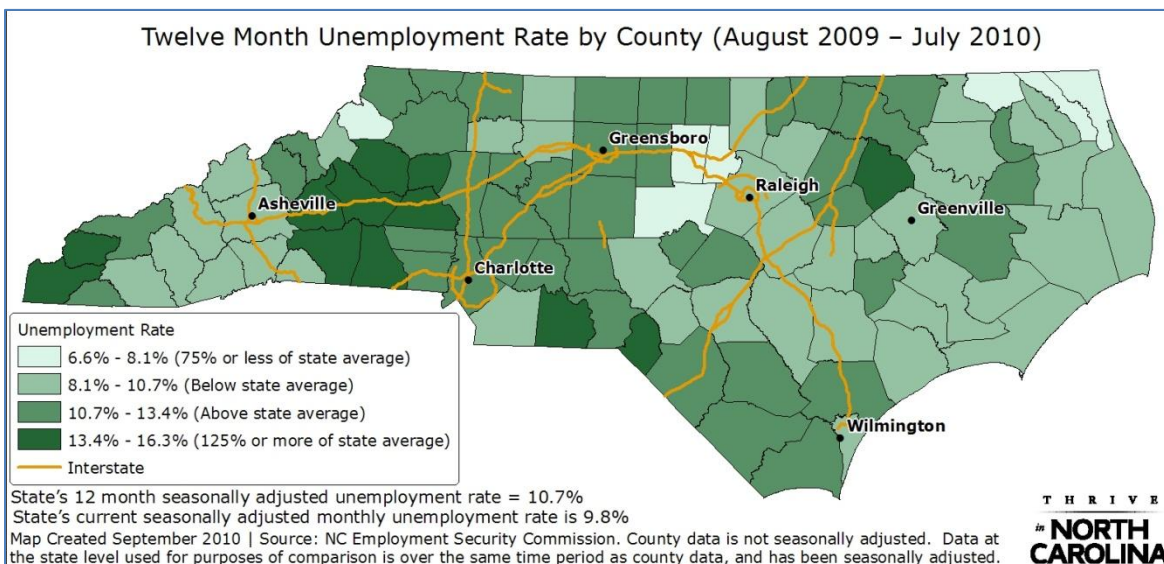 Twelve Month Unemployment Rate by County (August 2009 – July 2010)
Greensboro
Raleigh
Asheville
Greenville
Charlotte
Wilmington
Unemployment Rate
6.6% - 8.1% (75% or less of state average)
8.1% - 10.7% (Below state average)
10.7% - 13.4% (Above state average)
13.4% - 16.3% (125% or more of state average)
Interstate
State's 12 month seasonally adjusted unemployment rate = 10.7%
State's current seasonally adjusted monthly unemployment rate is 9.8%
Map Created September 2010 | Source: NC Employment Security Commission. County data is not seasonally adjusted. Data at
the state level used for purposes of comparison is over the same time period as county data, and has been seasonally adjusted.
THRIVE
in NORTH
CAROLINA